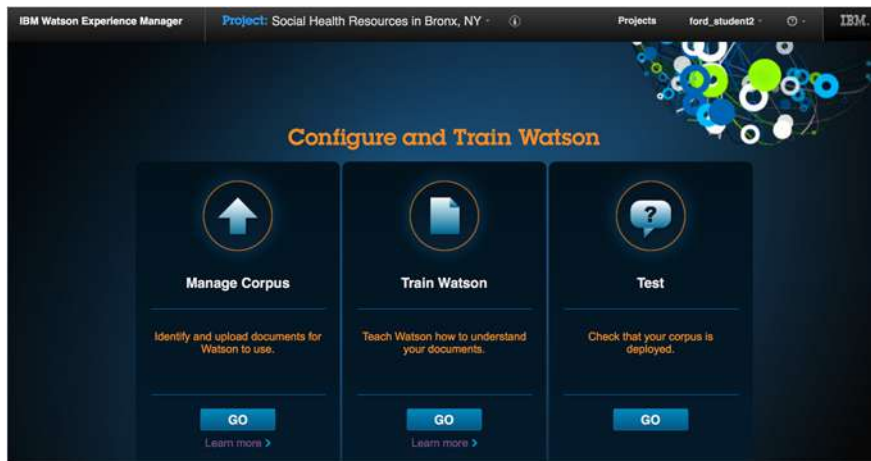 IBM Watson Experience Manager
Project: Social Health Resources in Bronx, NY
Projects
ford_student2
IBM.
Configure and Train Watson
?
Manage Corpus
Train Watson
Test
Identify and upload documents for
Watson to use.
Teach Watson how to understand
your documents.
Check that your corpus is
deployed.
GO
GO
GO
Learn more >
Learn more >